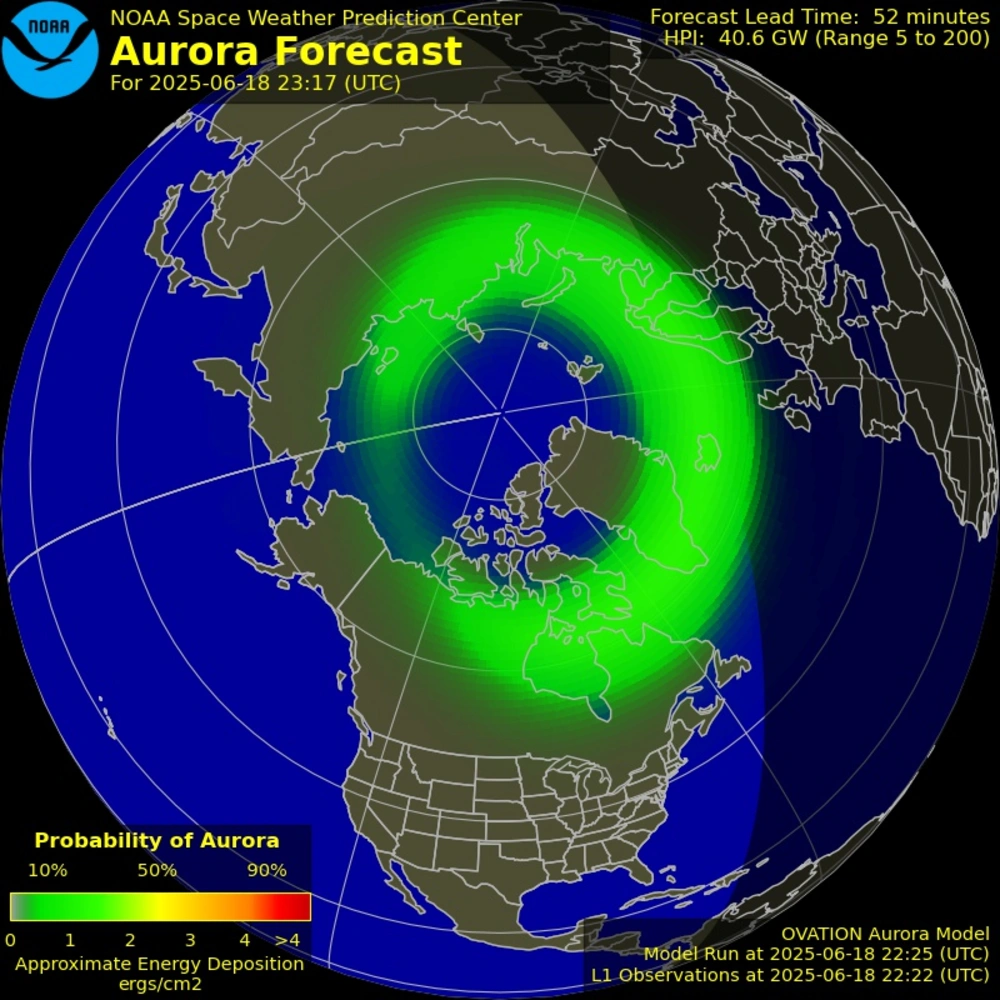 NOAA
NOAA Space Weather Prediction Center
Aurora Forecast
For 2025-06-18 23:17 (UTC)
Forecast Lead Time: 52 minutes
HPI: 40.6 GW (Range 5 to 200)
Probability of Aurora
10% 50% 90%
0 1 2 3 4 >4
Approximate Energy Deposition
ergs/cm2
OVATION Aurora Model
Model Run at 2025-06-18 22:25 (UTC)
L1 Observations at 2025-06-18 22:22 (UTC)